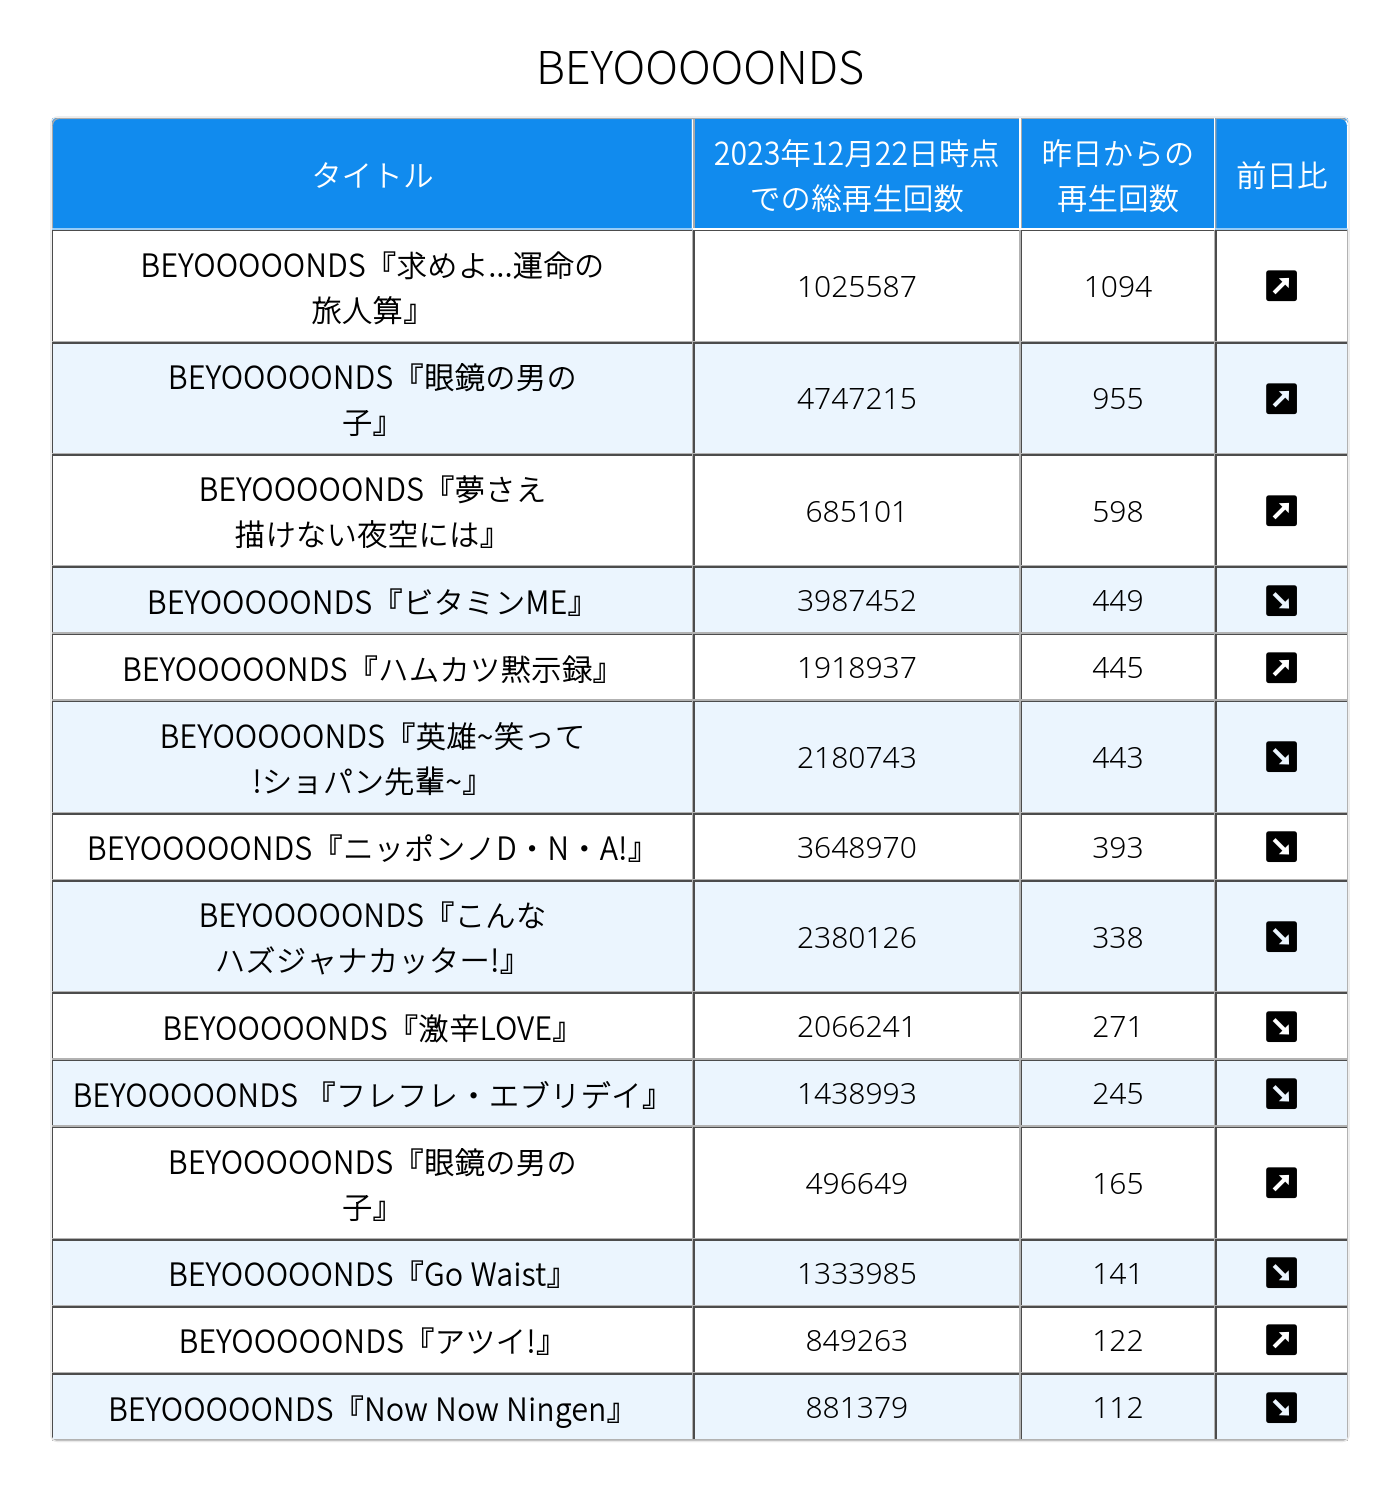 BEYOOOOONDS
タイトル
2023年12月22日時点
での総再生回数
昨日からの
再生回数
前日比
BEYOOOOONDS『求めよ...運命の
旅人算』
1025587
1094
BEYOOOOONDS『眼鏡の男の
子』
4747215
955
BEYOOOOONDS『夢さえ
描けない夜空には』
685101
598
BEYOOOOONDS『ビタミンME』
3987452
449
BEYOOOOONDS『ハムカツ黙示録』
1918937
445
BEYOOOOONDS『英雄~笑って
!ショパン先輩~』
2180743
443
BEYOOOOONDS『ニッポンノD・N・A!』
3648970
393
BEYOOOOONDS『こんな
ハズジャナカッター!』
2380126
338
BEYOOOOONDS『激辛LOVE』
2066241
271
BEYOOOOONDS 『フレフレ・エブリデイ』
1438993
245
BEYOOOOONDS『眼鏡の男の
子』
496649
165
BEYOOOOONDS『Go Waist』
1333985
141
BEYOOOOONDS『アツイ!』
849263
122
BEYOOOOONDS『Now Now Ningen』
881379
112